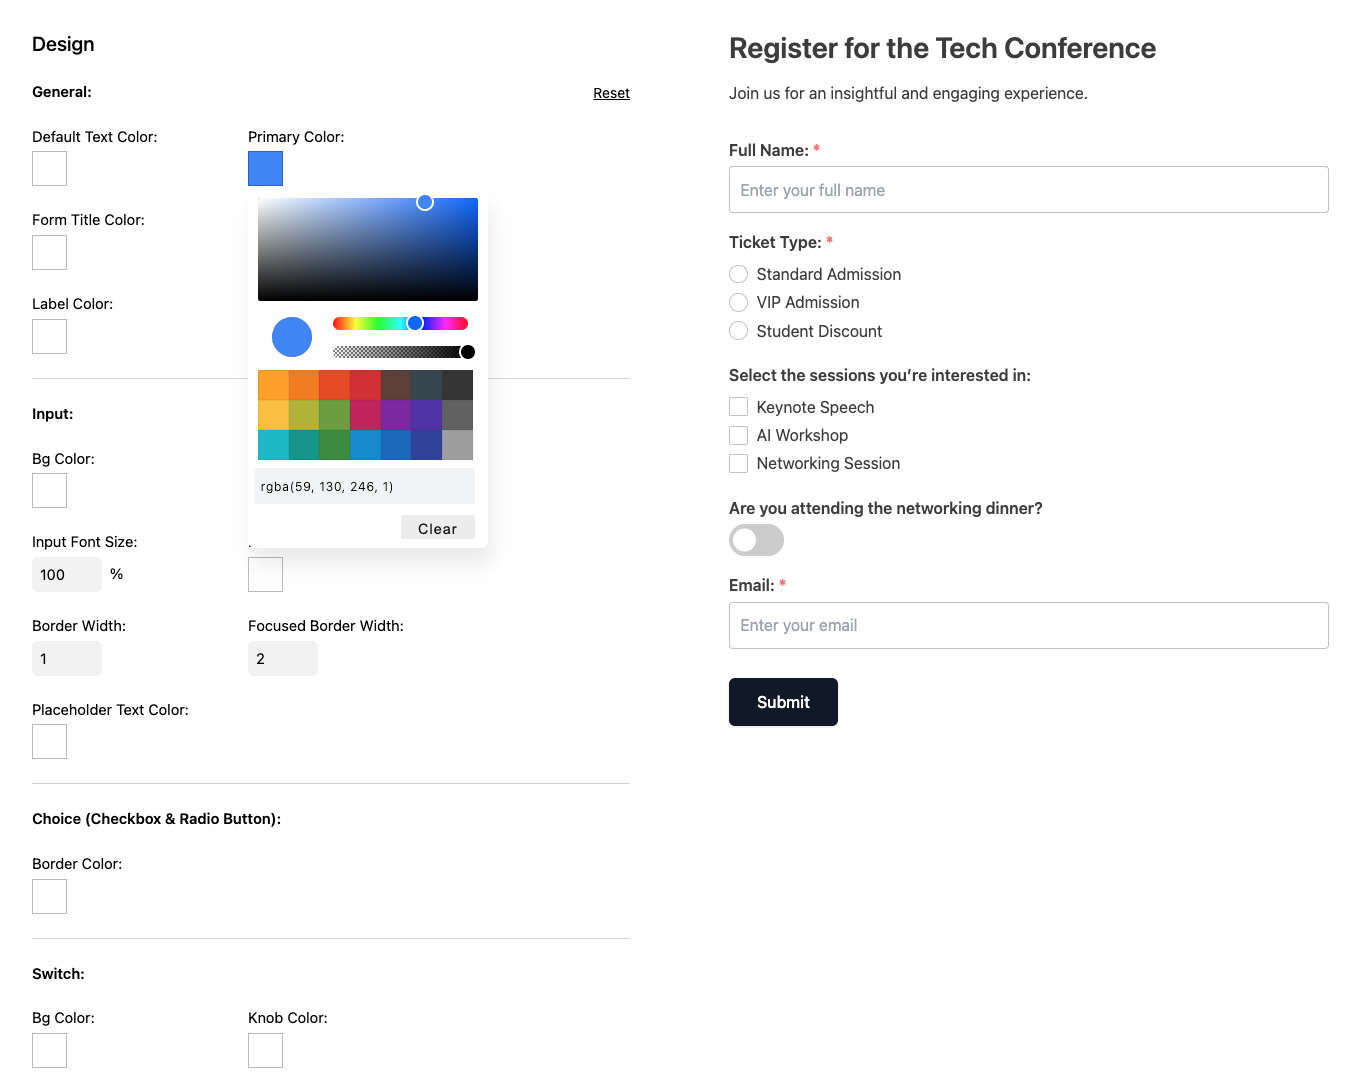 Design
General:
Reset
Default Text Color:
Primary Color:
Form Title Color:
Label Color:
rgba(59, 130, 246, 1)
Clear
Input:
Bg Color:
Input Font Size:
100
%
Border Width:
1
Focused Border Width:
2
Placeholder Text Color:
Choice (Checkbox & Radio Button):
Border Color:
Switch:
Bg Color:
Knob Color:
Register for the Tech Conference
Join us for an insightful and engaging experience.
Full Name: *
Enter your full name
Ticket Type: *
Standard Admission
VIP Admission
Student Discount
Select the sessions you’re interested in:
Keynote Speech
AI Workshop
Networking Session
Are you attending the networking dinner?
Email: *
Enter your email
Submit